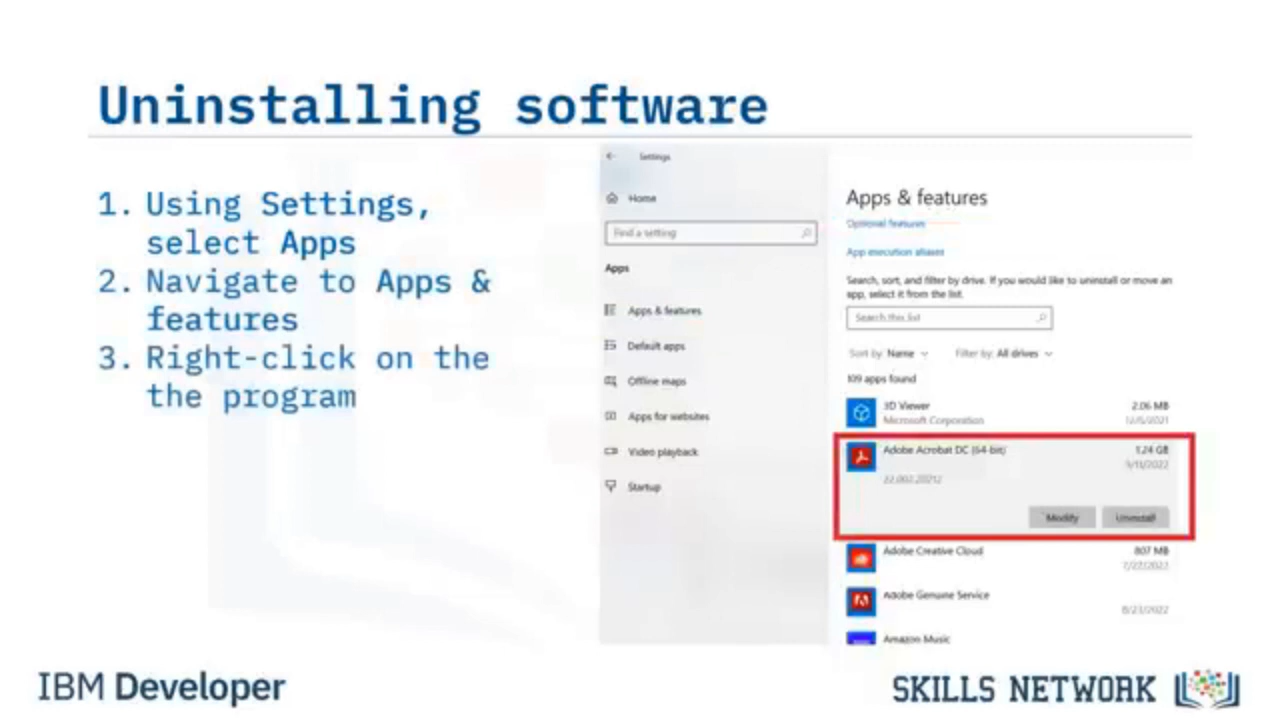 Uninstalling software
1. Using Settings,
select Apps
2. Navigate to Apps &
features
3. Right-click on the
the program
Settings
Home
Find a setting
Apps
Apps & features
Default apps
Offline maps
Apps for websites
Video playback
Startup
Apps & features
Optional features
App execution aliases
Search, sort, and filter by drive. If you would like to uninstall or move an
app, select it from the list.
Search this list
Sort by: Name Filter by: All drives
109 apps found
3D Viewer 2.06 MB
Microsoft Corporation 12/5/2021
Adobe Acrobat DC (64-bit) 1.24 GB
9/11/2022
Modify Uninstall
Adobe Creative Cloud 807 MB
7/22/2022
Adobe Genuine Service
8/23/2022
Amazon Music
IBM Developer
SKILLS NETWORK